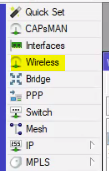 Quick Set
CAPsMAN
Interfaces
Wireless
Bridge
PPP
Switch
Mesh
IP
MPLS